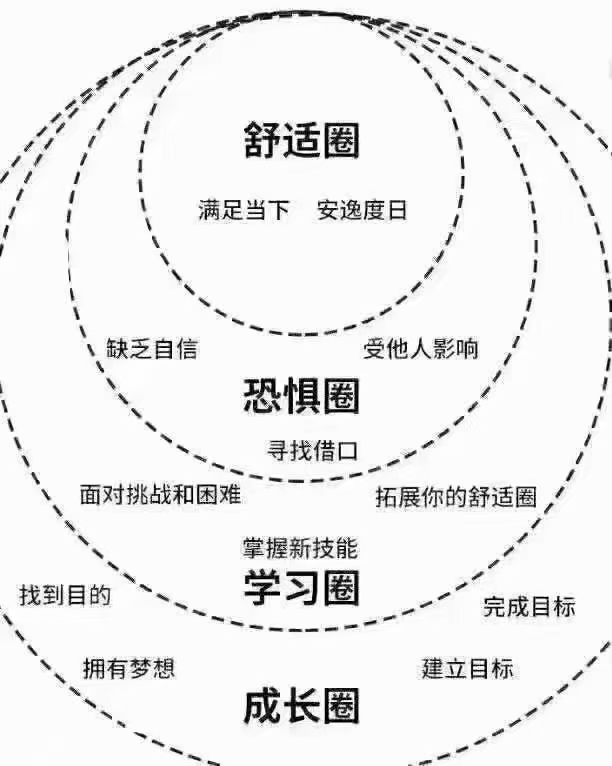 舒适圈
满足当下 安逸度日
缺乏自信 受他人影响
恐惧圈
寻找借口
面对挑战和困难 拓展你的舒适圈
掌握新技能
学习圈
找到目的 完成目标
拥有梦想 建立目标
成长圈